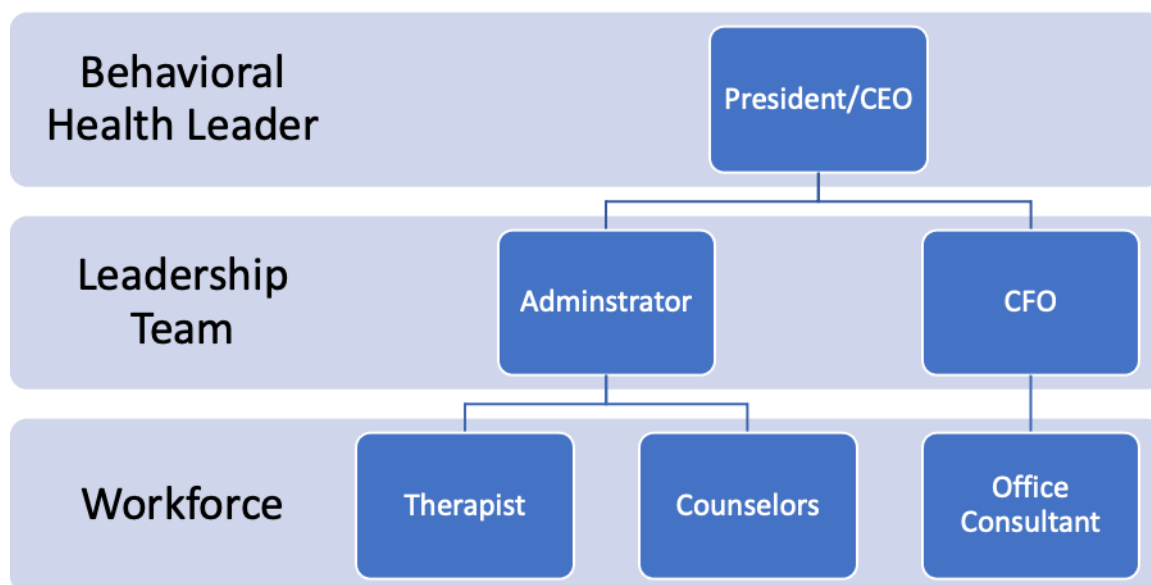 Behavioral
Health Leader
President/CEO
Leadership
Team
Adminstrator
CFO
Workforce
Therapist
Counselors
Office
Consultant